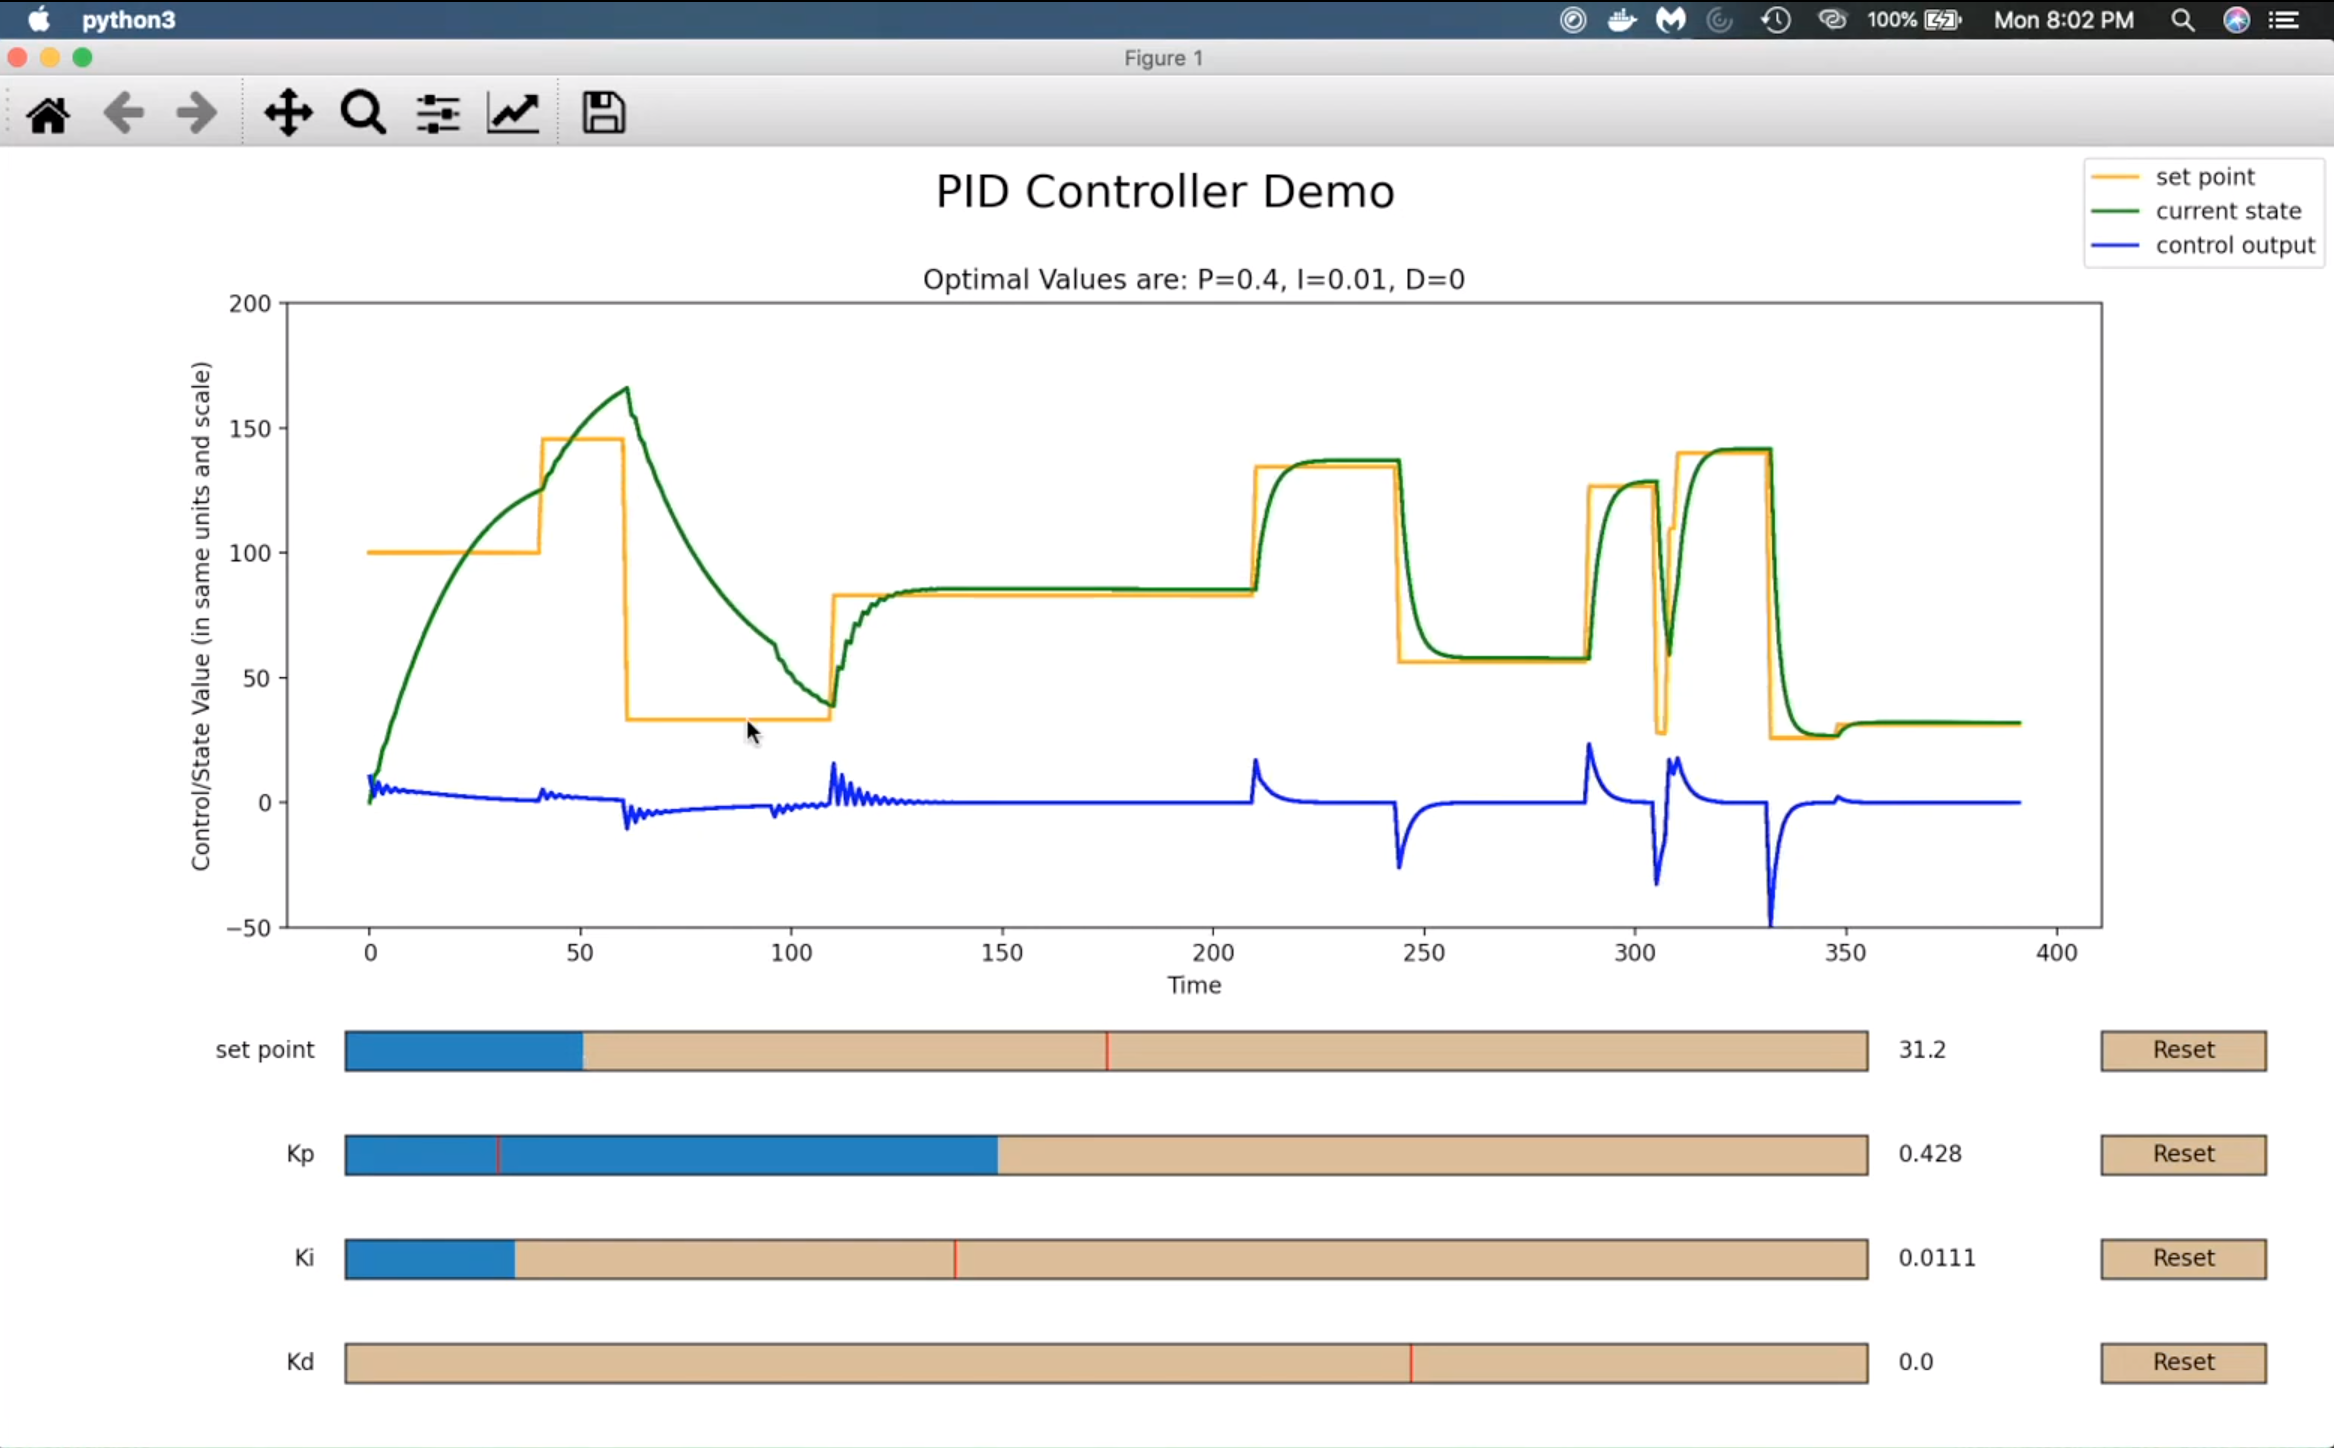 python3
100%
Mon 8:02 PM
Figure 1
PID Controller Demo
set point
current state
control output
Optimal Values are: P=0.4, I=0.01, D=0
Control/State Value (in same units and scale)
200
150
100
50
0
−50
0 50 100 150 200 250 300 350 400
Time
set point 31.2 Reset
Kp 0.428 Reset
Ki 0.0111 Reset
Kd 0.0 Reset